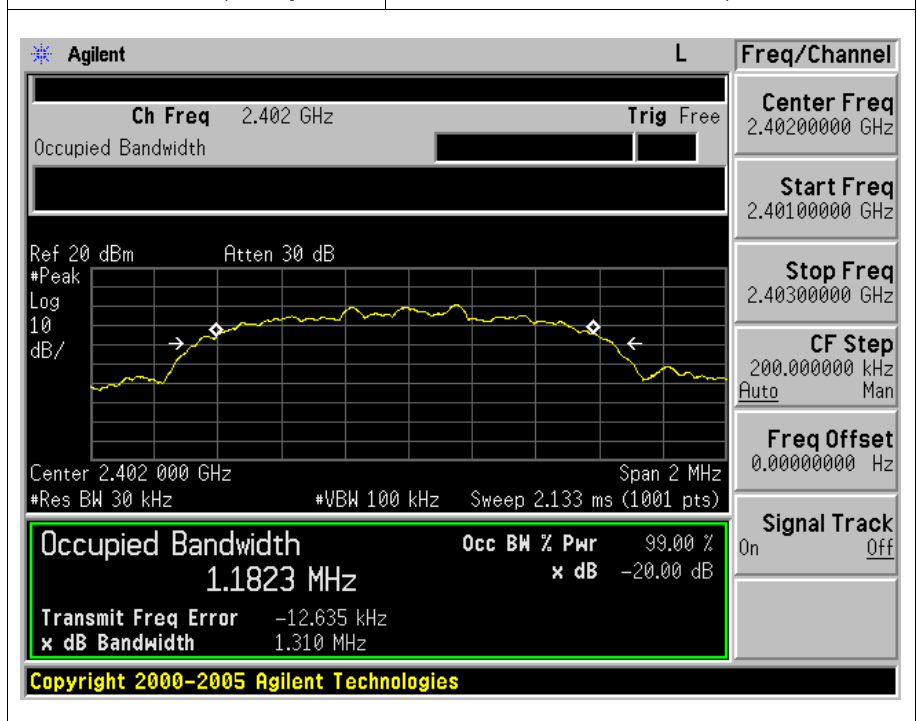 Agilent L
Ch Freq 2.402 GHz Trig Free
Occupied Bandwidth
Ref 20 dBm Atten 30 dB
#Peak
Log
10
dB/
Center 2.402 000 GHz Span 2 MHz
#Res BW 30 kHz #VBW 100 kHz Sweep 2.133 ms (1001 pts)
Occupied Bandwidth
1.1823 MHz
Occ BW % Pwr 99.00 %
x dB -20.00 dB
Transmit Freq Error -12.635 kHz
x dB Bandwidth 1.310 MHz
Copyright 2000-2005 Agilent Technologies
Freq/Channel
Center Freq
2.40200000 GHz
Start Freq
2.40100000 GHz
Stop Freq
2.40300000 GHz
CF Step
200.000000 kHz
Auto Man
Freq Offset
0.00000000 Hz
Signal Track
On Off